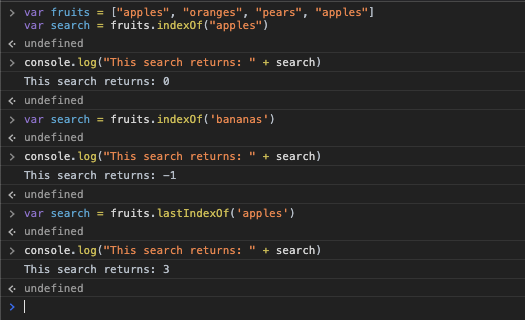 > var fruits = ["apples", "oranges", "pears", "apples"]
var search = fruits.indexOf("apples")
<· undefined
> console.log("This search returns: " + search)
This search returns: 0
<· undefined
> var search = fruits.indexOf('bananas')
<· undefined
> console.log("This search returns: " + search)
This search returns: -1
<· undefined
> var search = fruits.lastIndexOf('apples')
<· undefined
> console.log("This search returns: " + search)
This search returns: 3
<· undefined
>